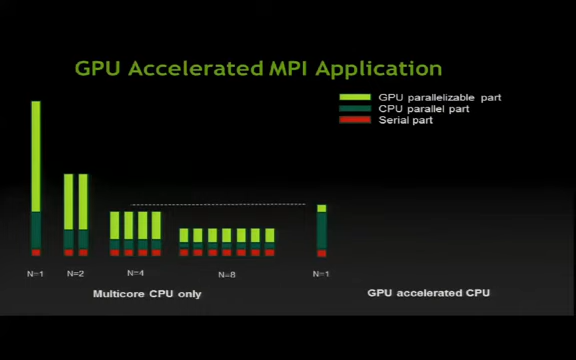 GPU Accelerated MPI Application
GPU parallelizable part
CPU parallel part
Serial part
N=1
N=2
N=4
N=8
N=1
Multicore CPU only
GPU accelerated CPU